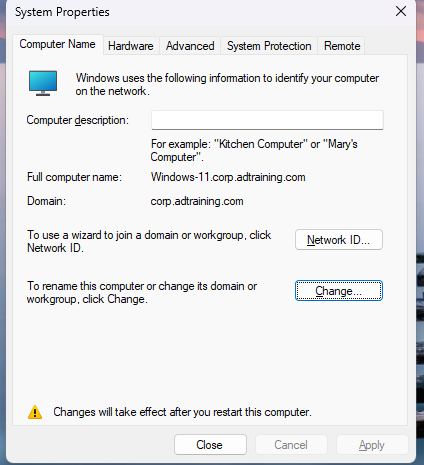 System Properties
Computer Name
Hardware
Advanced
System Protection
Remote
Windows uses the following information to identify your computer
on the network.
Computer description:
For example: "Kitchen Computer" or "Mary's
Computer".
Full computer name: Windows-11.corp.adtraining.com
Domain: corp.adtraining.com
To use a wizard to join a domain or workgroup, click
Network ID.
Network ID...
To rename this computer or change its domain or
workgroup, click Change.
Change...
Changes will take effect after you restart this computer.
Close
Cancel
Apply